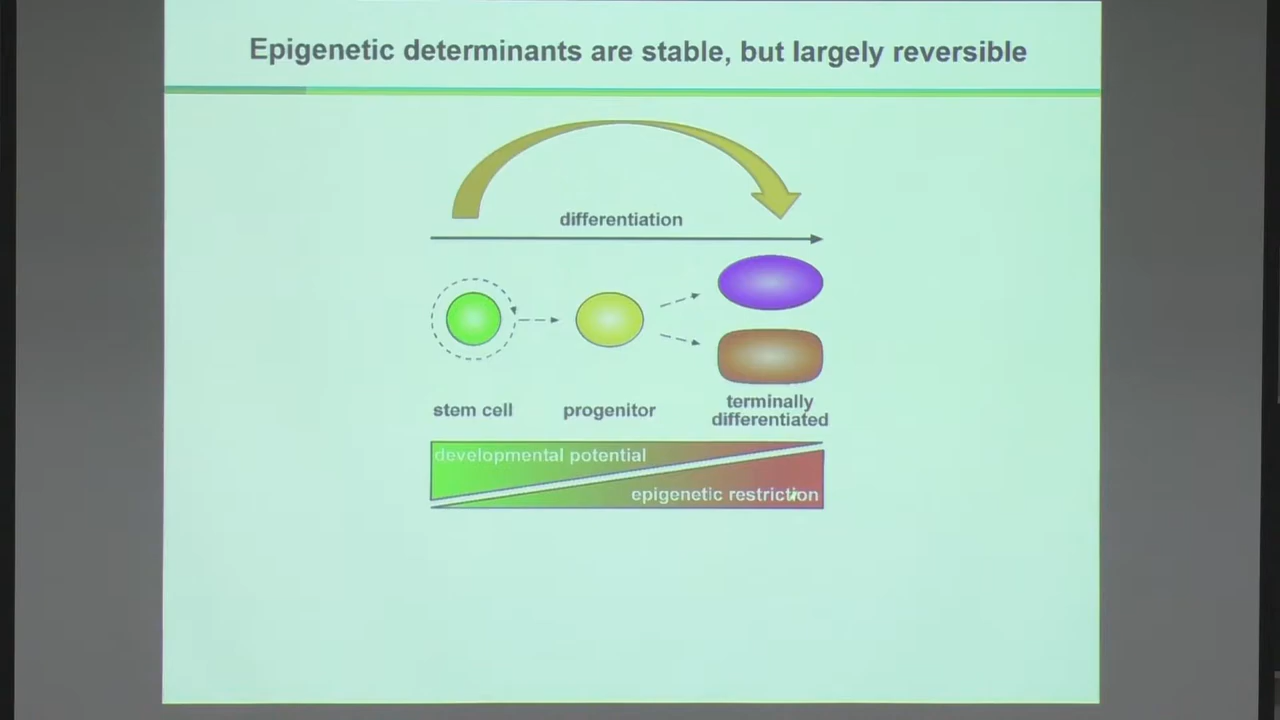 Epigenetic determinants are stable, but largely reversible
differentiation
stem cell
progenitor
terminally
differentiated
developmental potential
epigenetic restriction